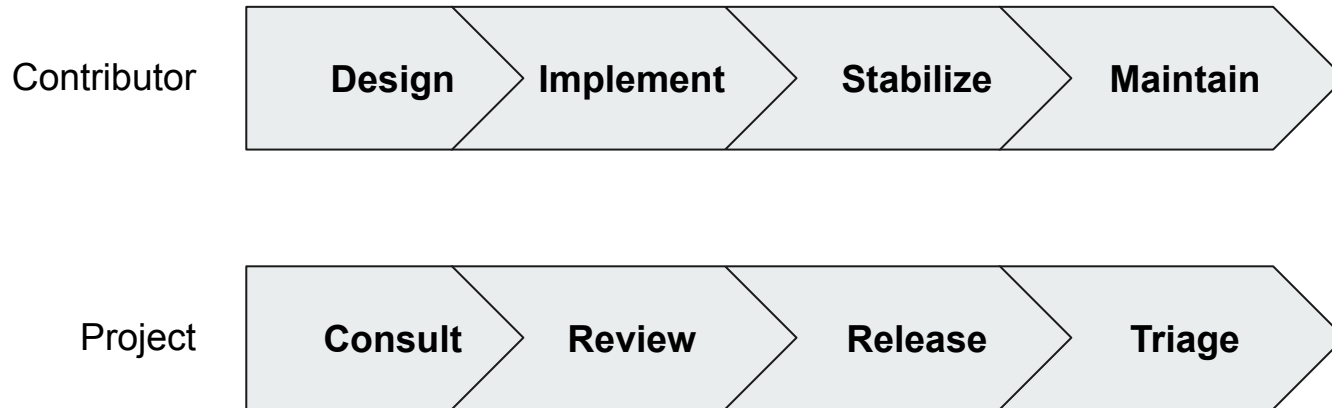 Contributor Design Implement Stabilize Maintain
Project Consult Review Release Triage